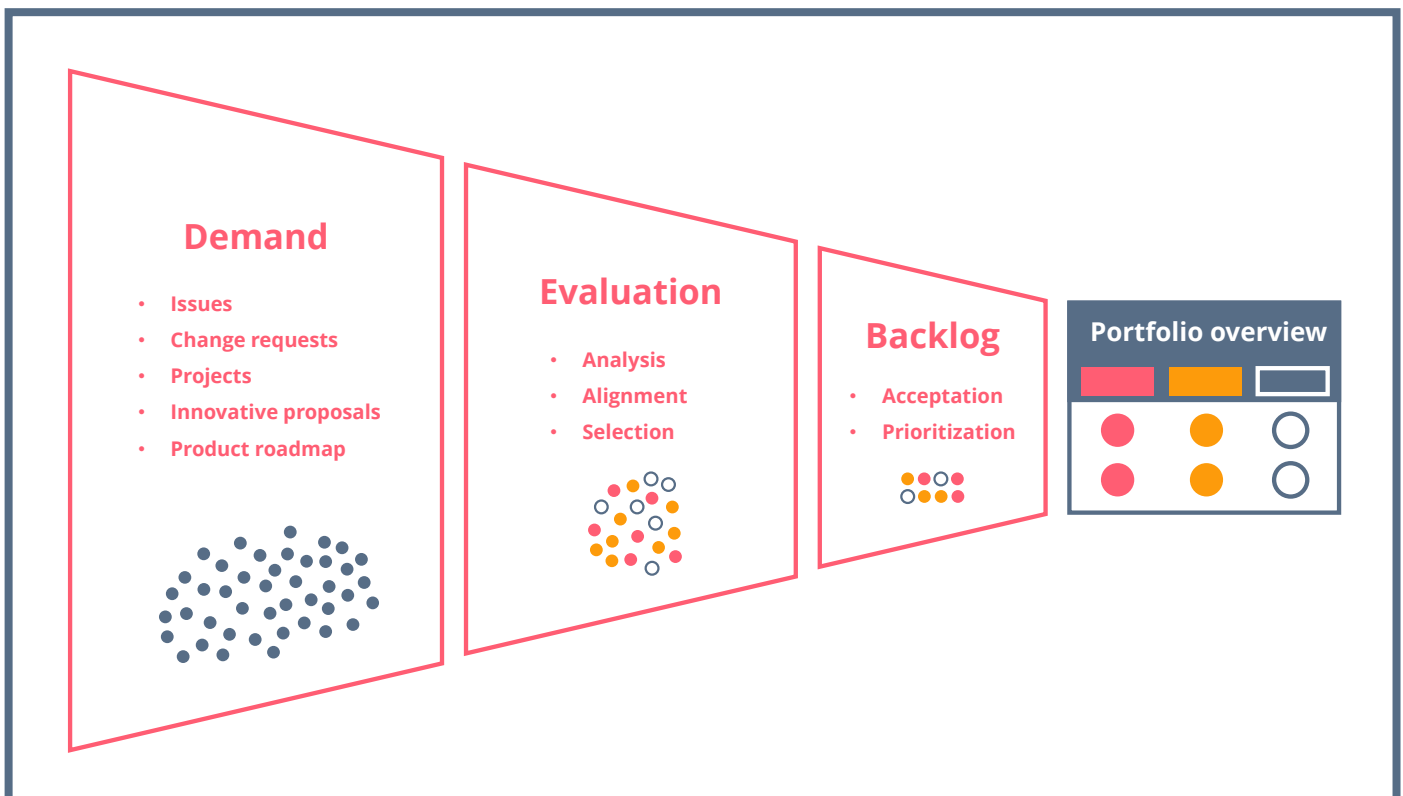 Demand
• Issues
• Change requests
• Projects
• Innovative proposals
• Product roadmap
Evaluation
• Analysis
• Alignment
• Selection
Backlog
• Acceptation
• Prioritization
Portfolio overview